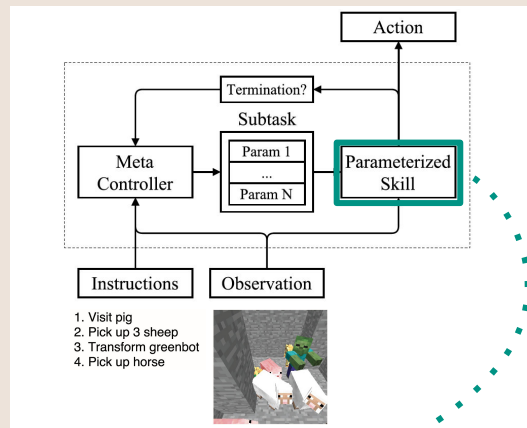 Action
Termination?
Subtask
Meta
Controller
Param 1
...
Param N
Parameterized
Skill
Instructions
Observation
1. Visit pig
2. Pick up 3 sheep
3. Transform greenbot
4. Pick up horse